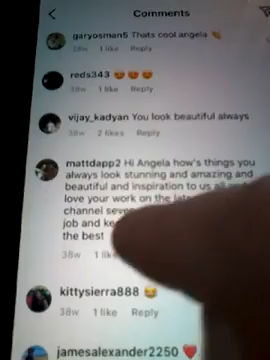 Comments
garyosman5 Thats cool angela 👏
38w 1 like Reply
reds343 😍😍😍
38w 1 like Reply
vijay_kadyan You look beautiful always
38w 2 likes Reply
mattdapp2 Hi Angela how's things you
always look stunning and amazing and
beautiful and inspiration to us all
love your work on the
channel
job and
the best
38w 1 like
kittysierra888 😂
38w 1 like Reply
jamesalexander2250 ❤️